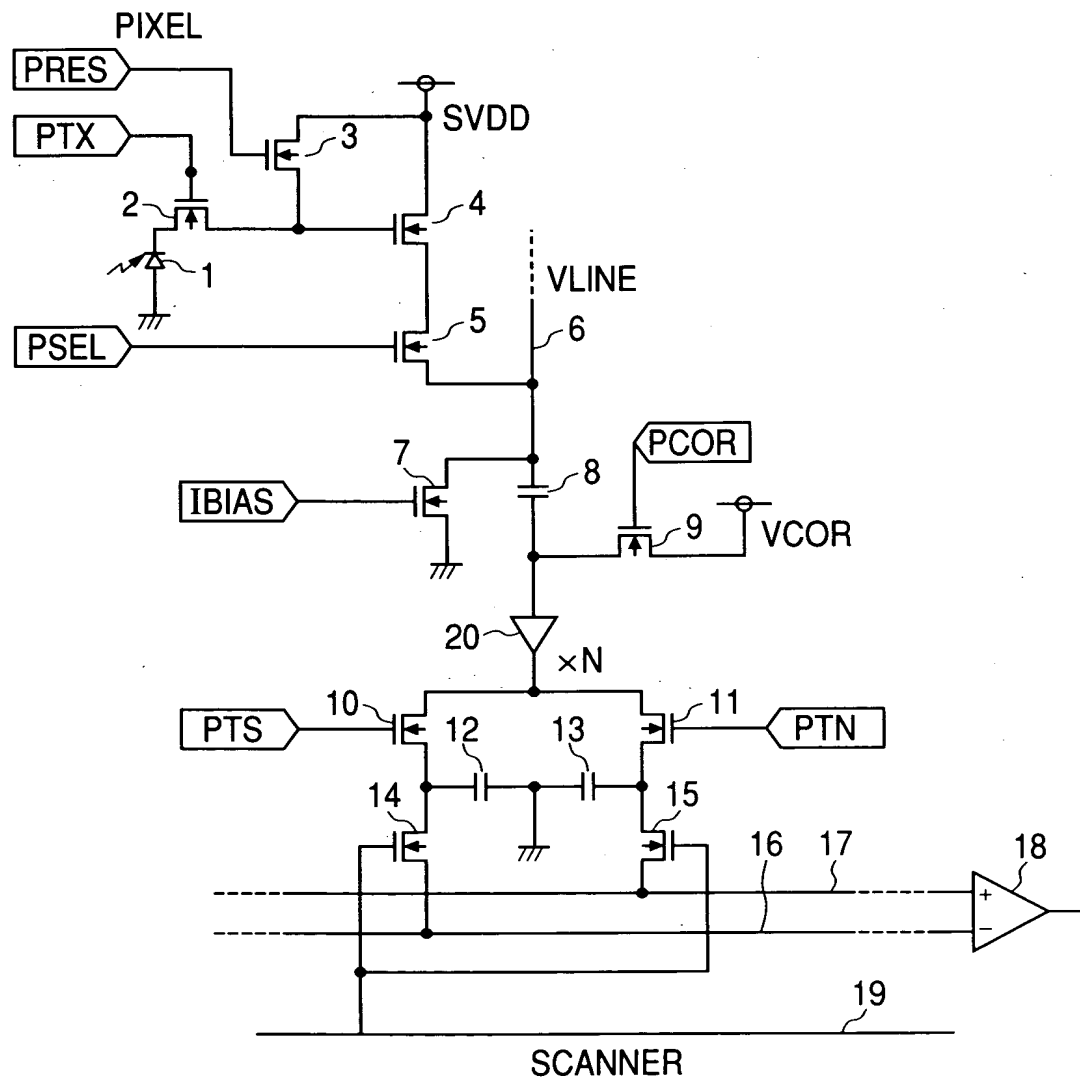 PIXEL
PRES
SVDD
PTX
3
2
4
1
VLINE
5
6
PSEL
PCOR
7
8
IBIAS
9
VCOR
20
×N
10
11
PTS
12
13
PTN
14
15
16
17
18
+
−
19
SCANNER